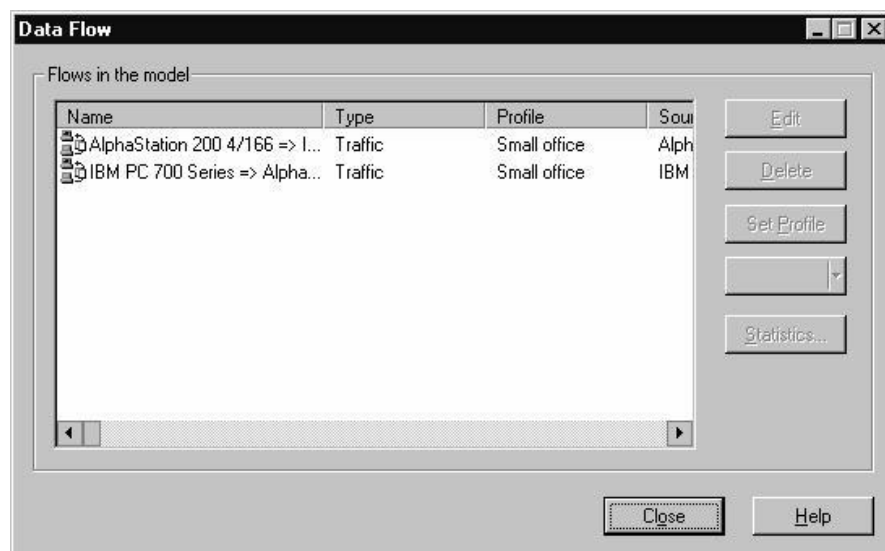 Data Flow
Flows in the model
Name Type Profile Sour
AlphaStation 200 4/166 => I... Traffic Small office Alph
IBM PC 700 Series => Alpha... Traffic Small office IBM
Edit
Delete
Set Profile
Statistics...
Close Help